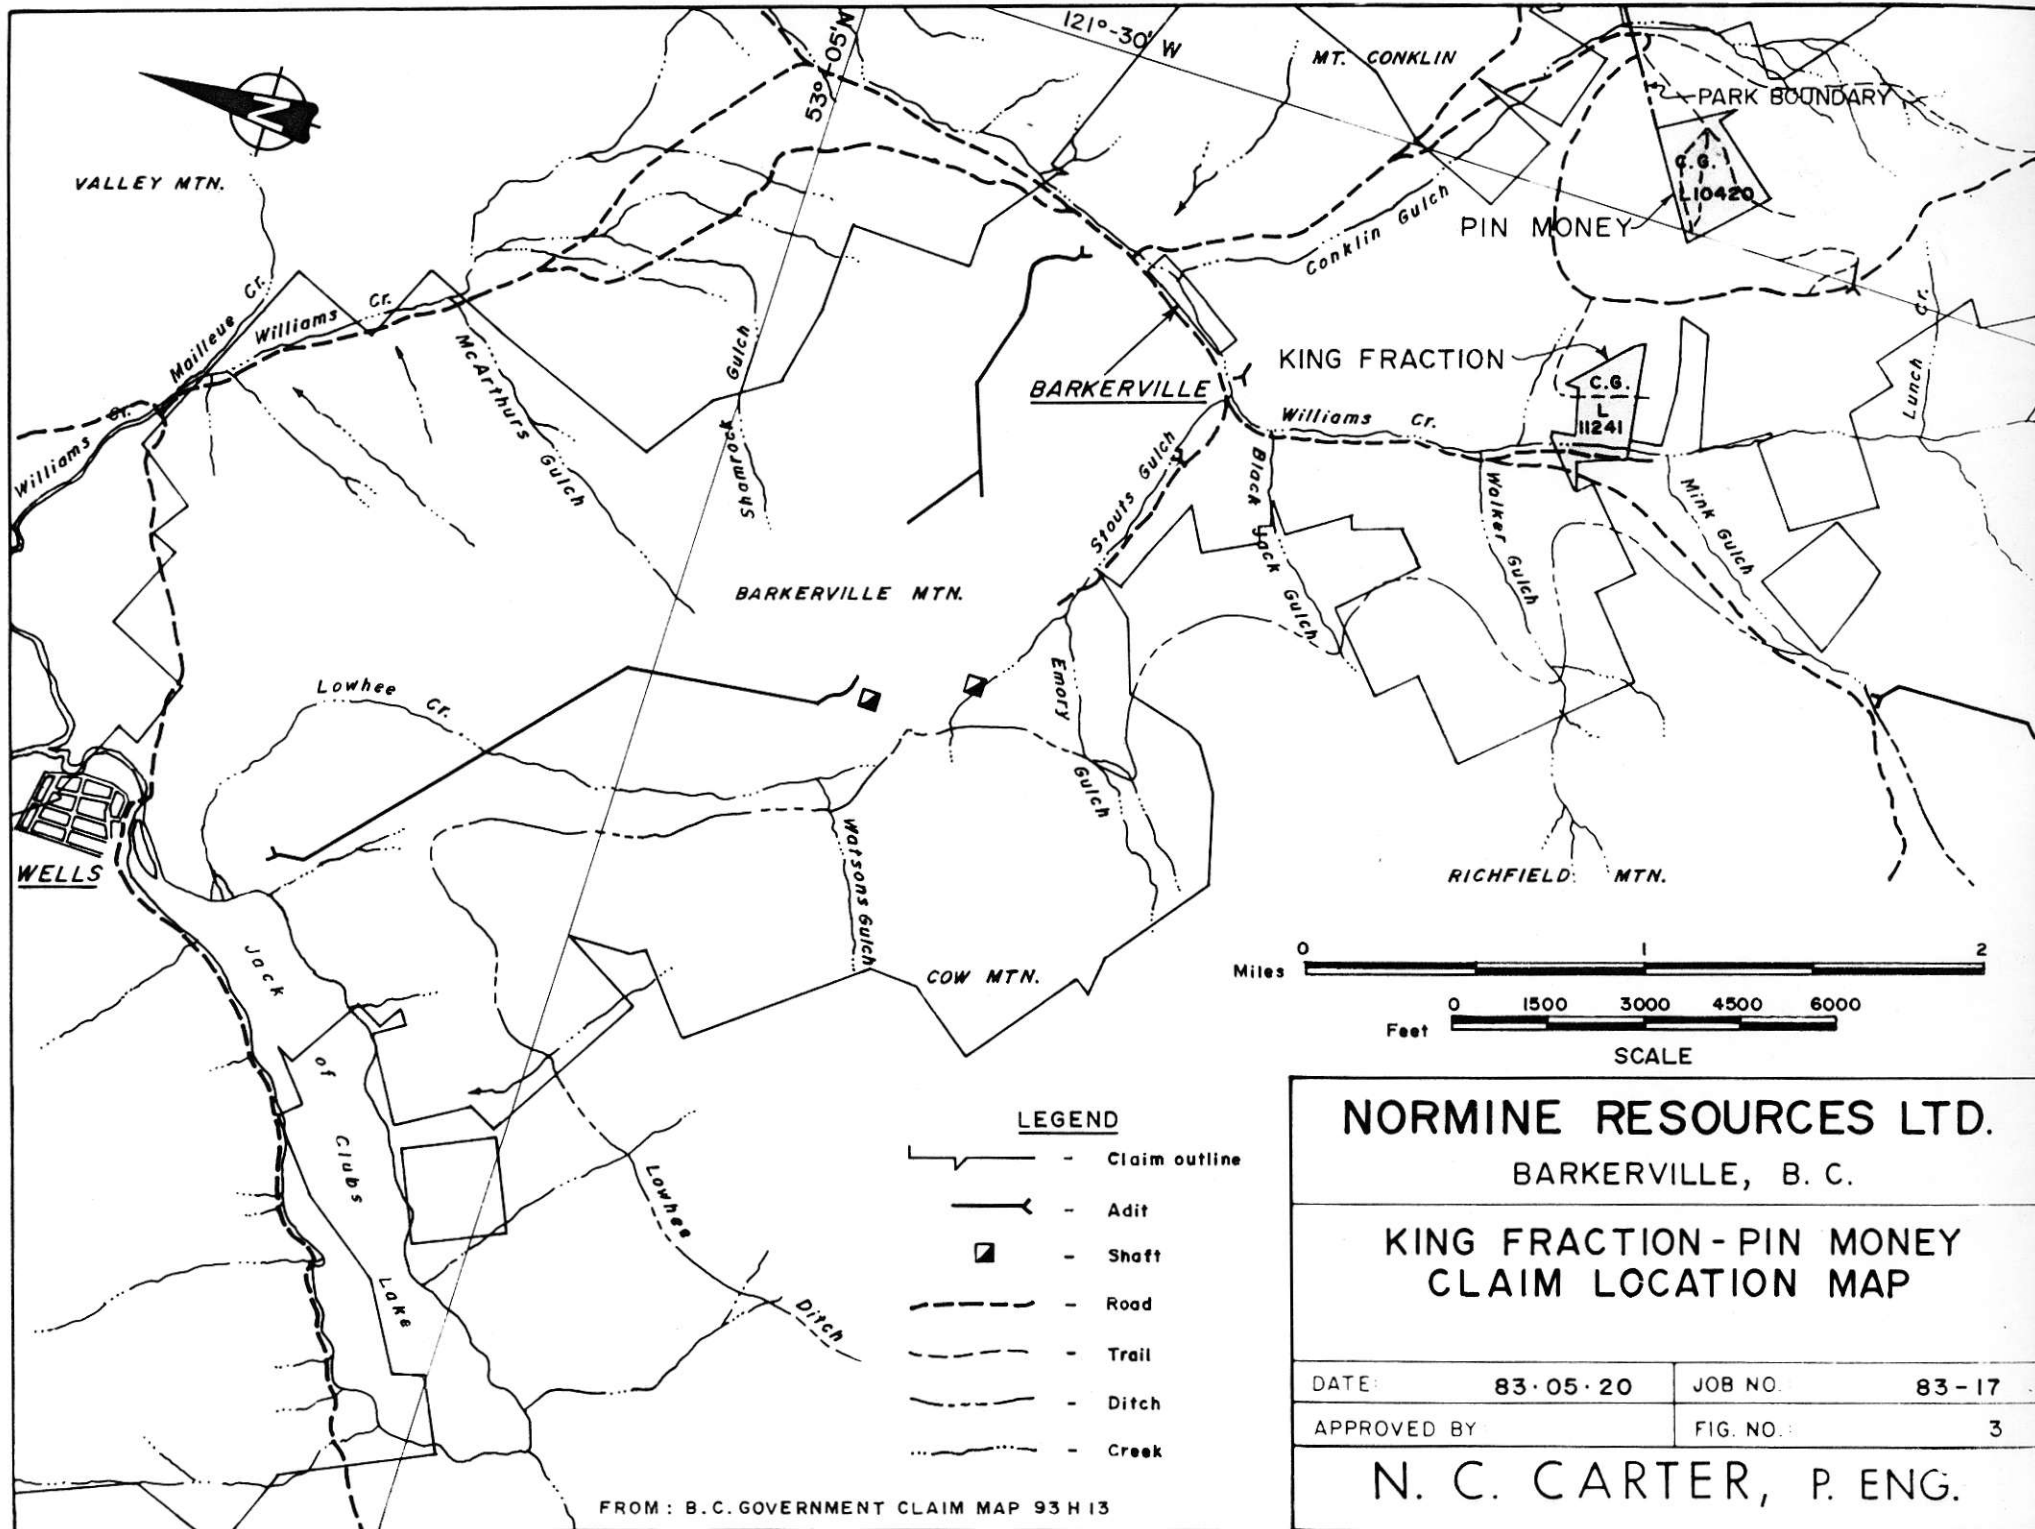 53°-05'N
121°-30' W
MT. CONKLIN
PARK BOUNDARY
N
VALLEY MTN.
C.G.
L10420
PIN MONEY
Conklin Gulch
Mailleue Cr.
Williams Cr.
McArthurs Gulch
Shamrock Gulch
KING FRACTION
BARKERVILLE
C.G.
L
11241
Lunch Cr.
Williams Cr.
Williams Cr.
Stouts Gulch
Black Jack Gulch
Walker Gulch
Mink Gulch
BARKERVILLE MTN.
Lowhee Cr.
Emory Gulch
Watsons Gulch
WELLS
RICHFIELD MTN.
Jack of Clubs Lake
COW MTN.
Miles
0 1 2
0 1500 3000 4500 6000
Feet
SCALE
Lowhee Ditch
LEGEND
- Claim outline
- Adit
- Shaft
- Road
- Trail
- Ditch
- Creek
FROM: B.C. GOVERNMENT CLAIM MAP 93 H 13
NORMINE RESOURCES LTD.
BARKERVILLE, B. C.
KING FRACTION - PIN MONEY
CLAIM LOCATION MAP
DATE: 83·05·20 JOB NO. 83-17
APPROVED BY FIG. NO.: 3
N. C. CARTER, P. ENG.